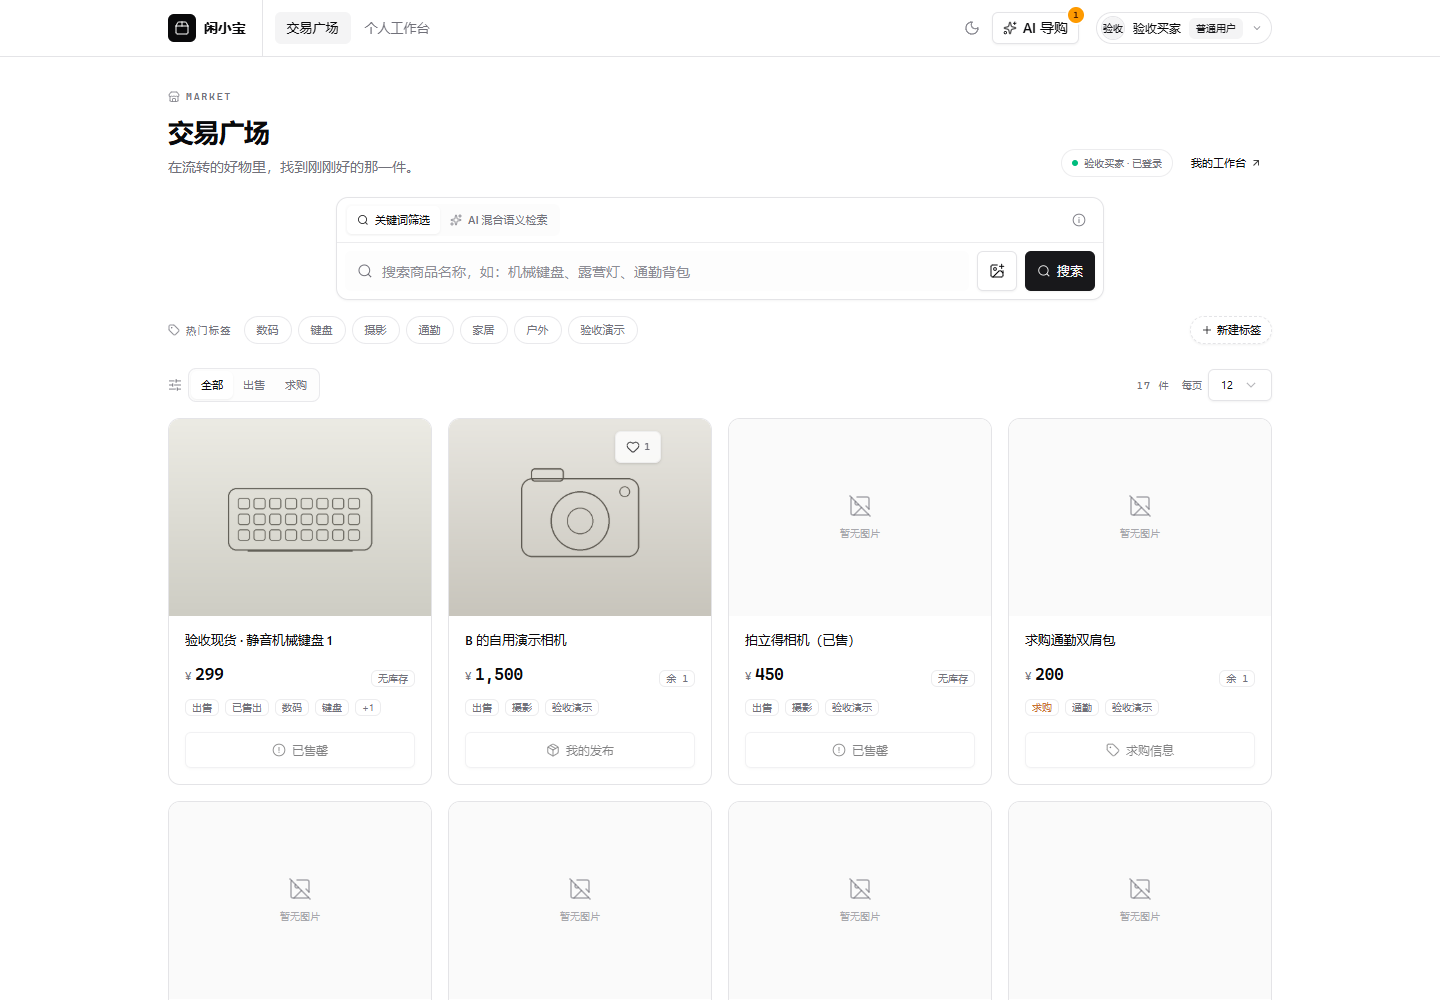 闲小宝 交易广场 个人工作台 AI 导购 1 验收 验收买家 普通用户
MARKET
交易广场
在流转的好物里，找到刚刚好的那一件。
验收买家 · 已登录 我的工作台
关键词筛选 AI 混合语义检索
搜索商品名称，如：机械键盘、露营灯、通勤背包 搜索
热门标签 数码 键盘 摄影 通勤 家居 户外 验收演示 新建标签
全部 出售 求购 17 件 每页 12
1
暂无图片 暂无图片
验收现货 · 静音机械键盘 1
¥ 299 无库存
出售 已售出 数码 键盘 +1
已售罄
B 的自用演示相机
¥ 1,500 余 1
出售 摄影 验收演示
我的发布
拍立得相机（已售）
¥ 450 无库存
出售 摄影 验收演示
已售罄
求购通勤双肩包
¥ 200 余 1
求购 通勤 验收演示
求购信息
暂无图片 暂无图片 暂无图片 暂无图片